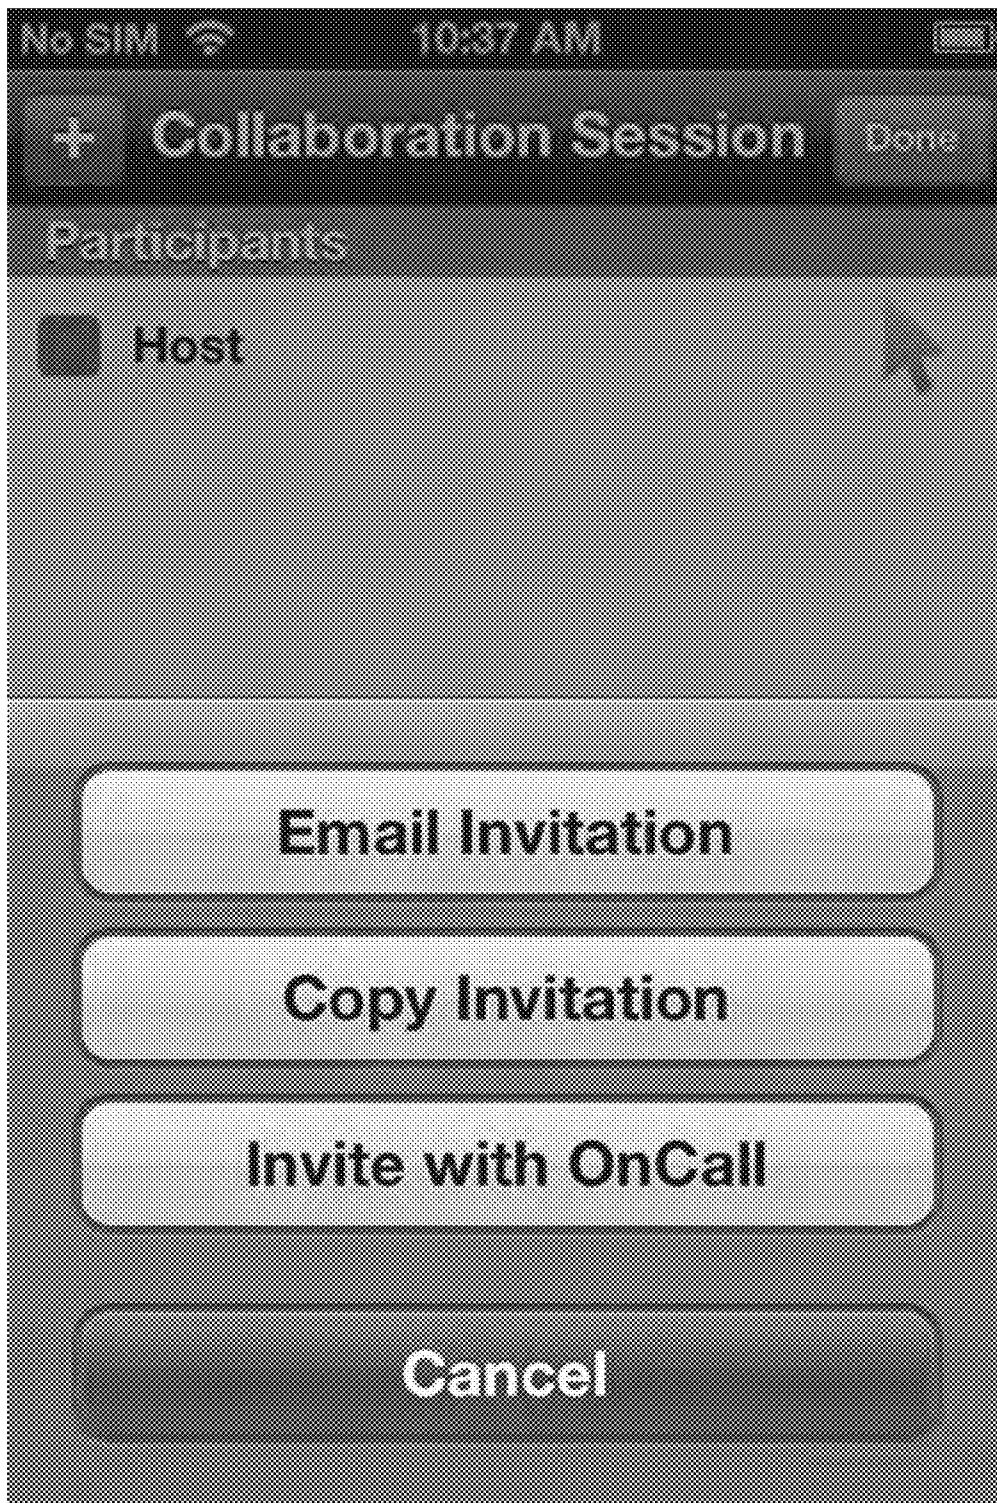 No SIM 10:37 AM
+ Collaboration Session Done
Participants
Host
Email Invitation
Copy Invitation
Invite with OnCall
Cancel